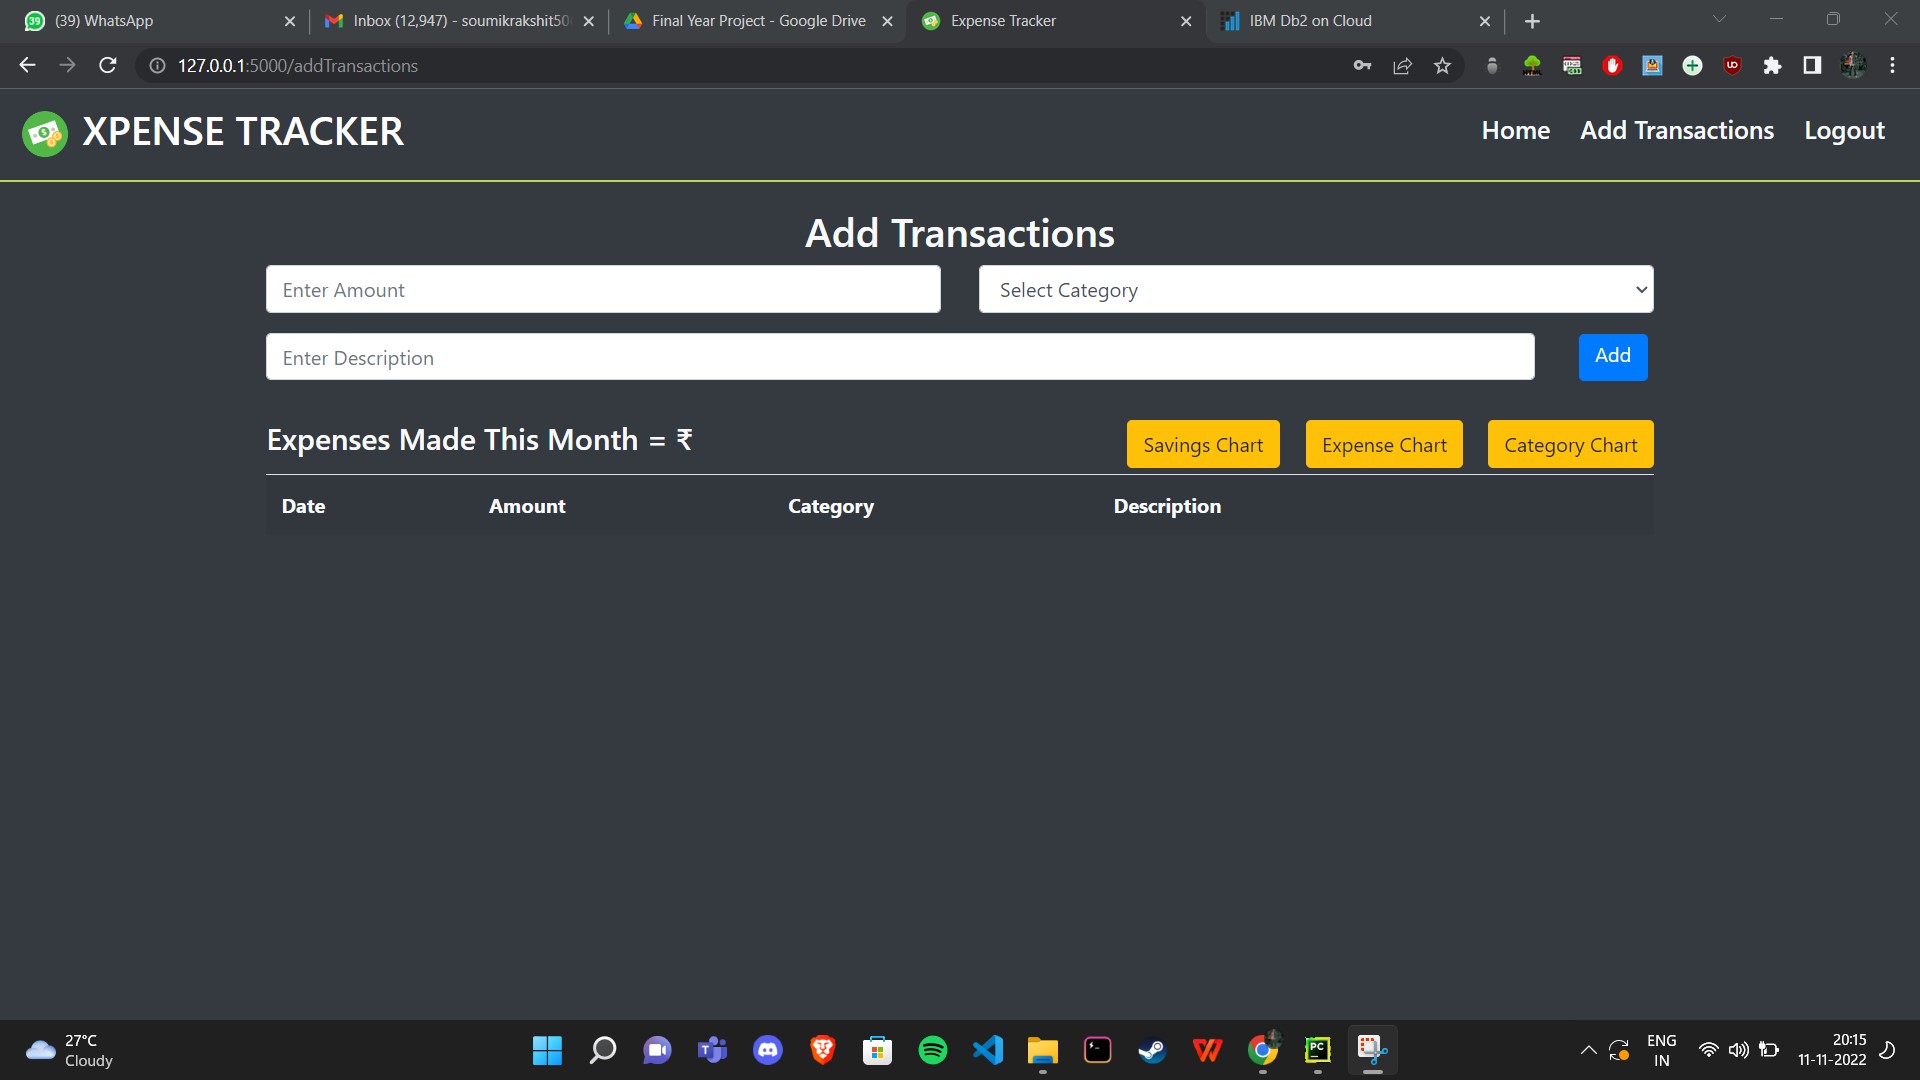 (39) WhatsApp
Inbox (12,947) - soumikrakshit50
Final Year Project - Google Drive
Expense Tracker
IBM Db2 on Cloud
127.0.0.1:5000/addTransactions
XPENSE TRACKER
Home
Add Transactions
Logout
Add Transactions
Enter Amount
Select Category
Enter Description
Add
Expenses Made This Month = ₹
Savings Chart
Expense Chart
Category Chart
Date
Amount
Category
Description
27°C
Cloudy
ENG
IN
20:15
11-11-2022